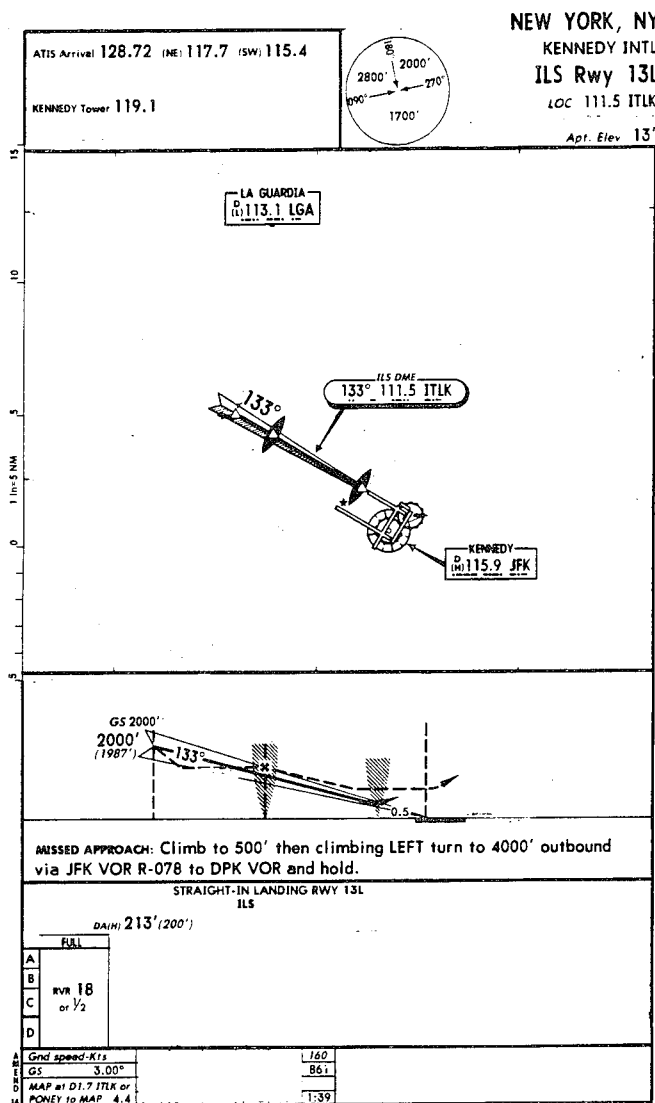 NEW YORK, NY
KENNEDY INTL
ILS Rwy 13L
LOC 111.5 ITLK
Apt. Elev 13'
ATIS Arrival 128.72 (NE) 117.7 (SW) 115.4
KENNEDY Tower 119.1
180°
2800' 2000'
090° 270°
1700'
15
LA GUARDIA
D
(L) 113.1 LGA
10
ILS DME
133° 111.5 ITLK
133°
5
1 In=5 NM
0
KENNEDY
D
(H) 115.9 JFK
5
GS 2000'
2000'
(1987')
133°
0.5
MISSED APPROACH: Climb to 500' then climbing LEFT turn to 4000' outbound
via JFK VOR R-078 to DPK VOR and hold.
STRAIGHT-IN LANDING RWY 13L
ILS
DA(H) 213' (200')
FULL
A
B
C
D
RVR 18
or ½
Gnd speed-Kts 160
GS 3.00° 861
MAP at D1.7 ITLK or
PONEY to MAP 4.4 1:39